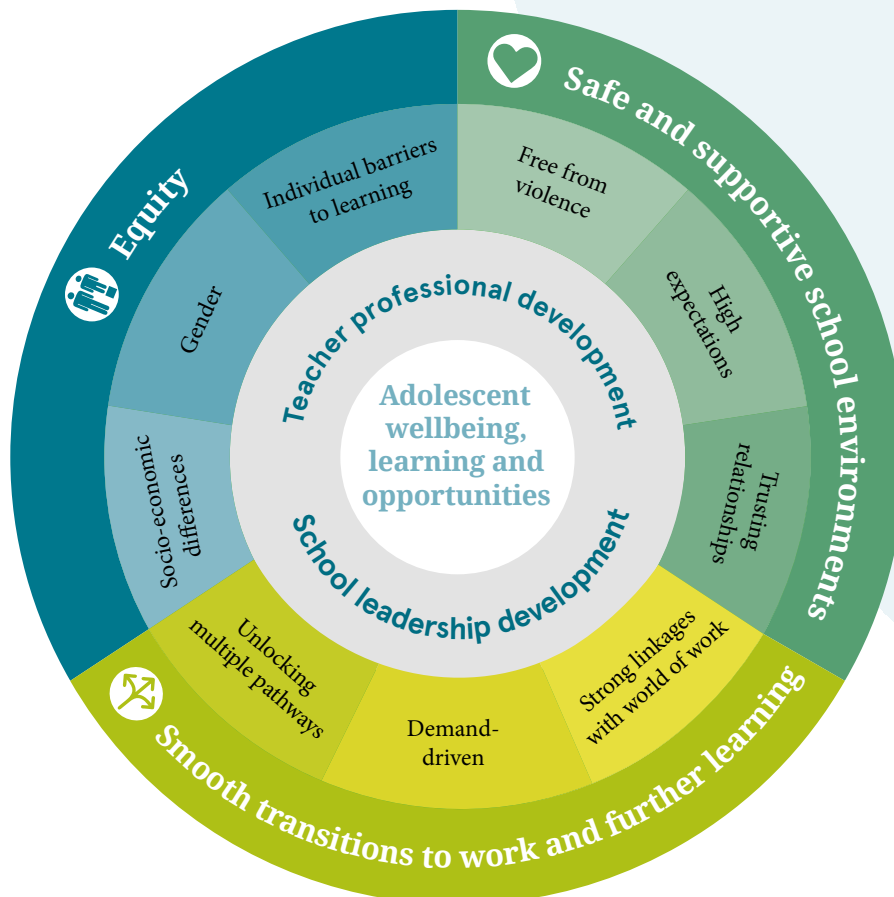 Equity
Individual barriers
to learning
Gender
Socio-economic
differences
Safe and supportive school environments
Free from
violence
High
expectations
Trusting
relationships
Smooth transitions to work and further learning
Unlocking
multiple pathways
Demand-
driven
Strong linkages
with world of work
Teacher professional development
Adolescent
wellbeing,
learning and
opportunities
School leadership development